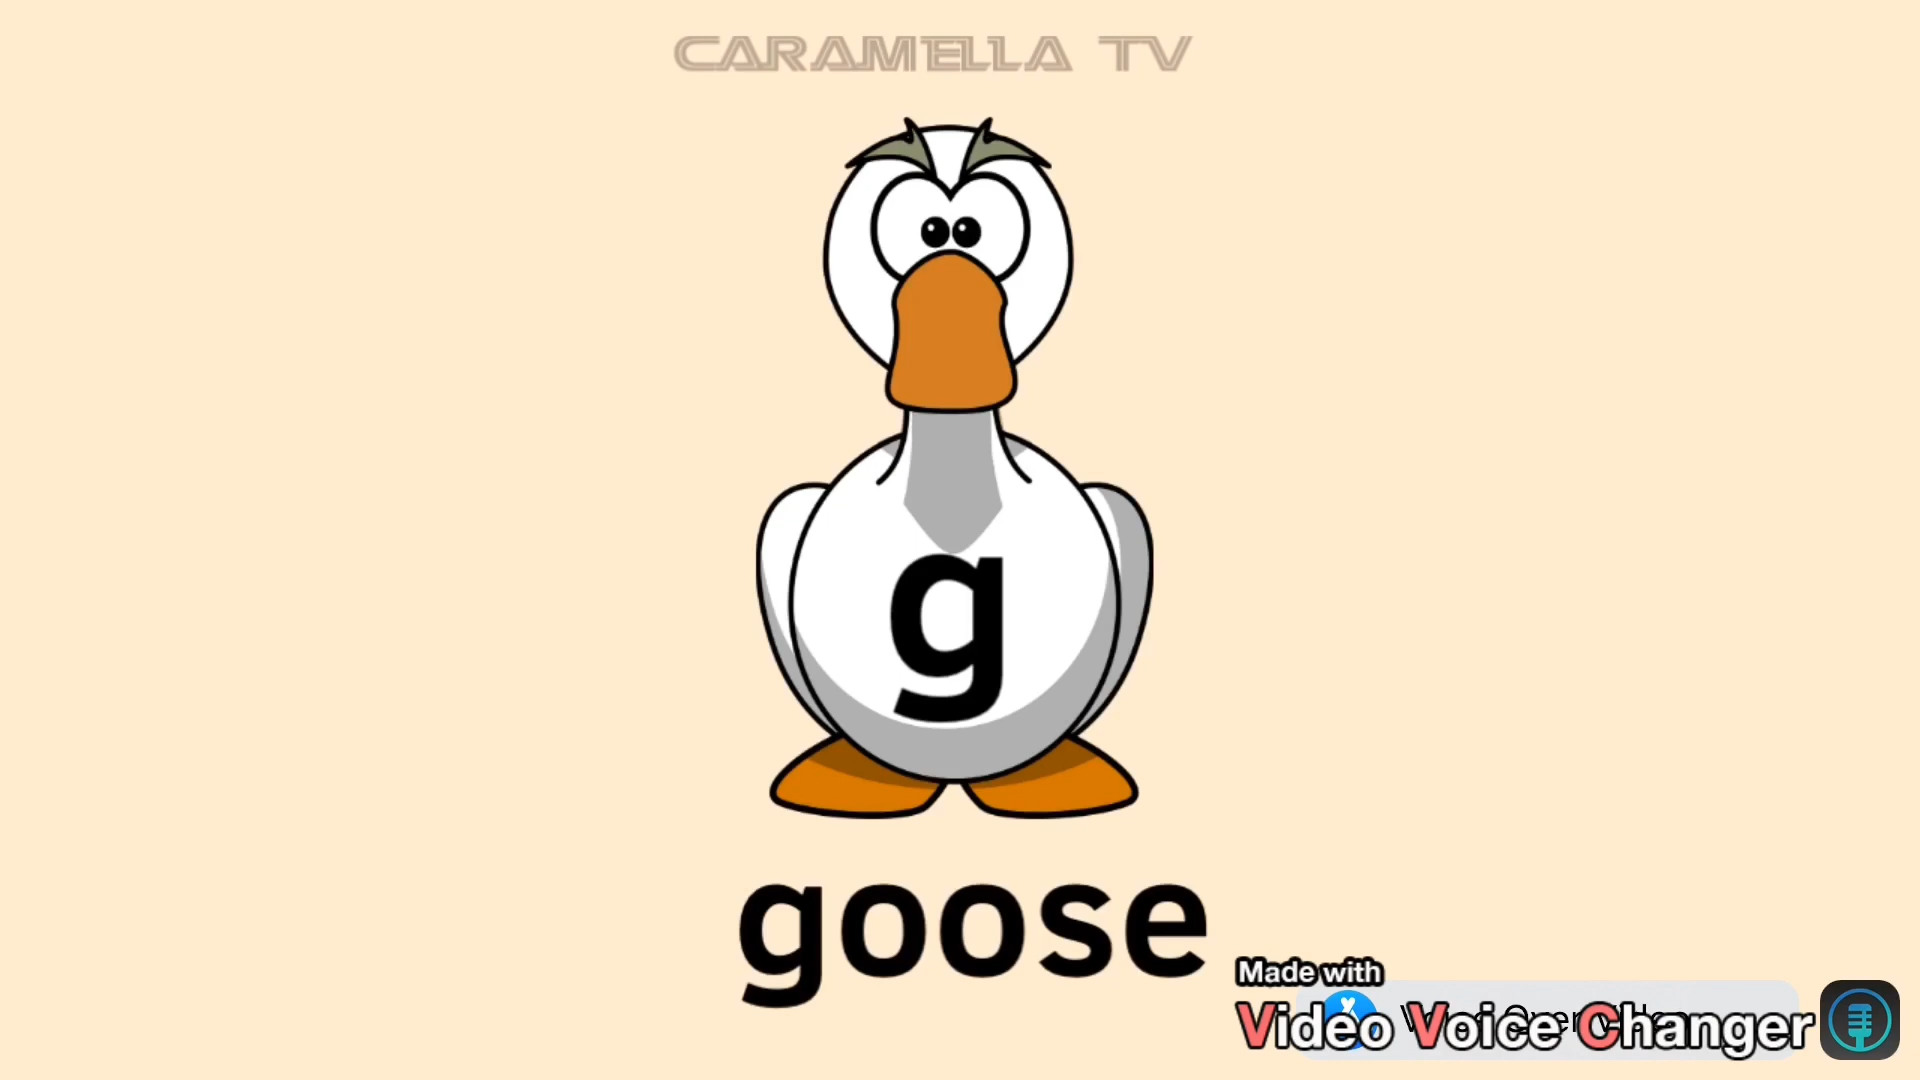 CARAMELLA TV
g
goose
Made with
Video Voice Changer